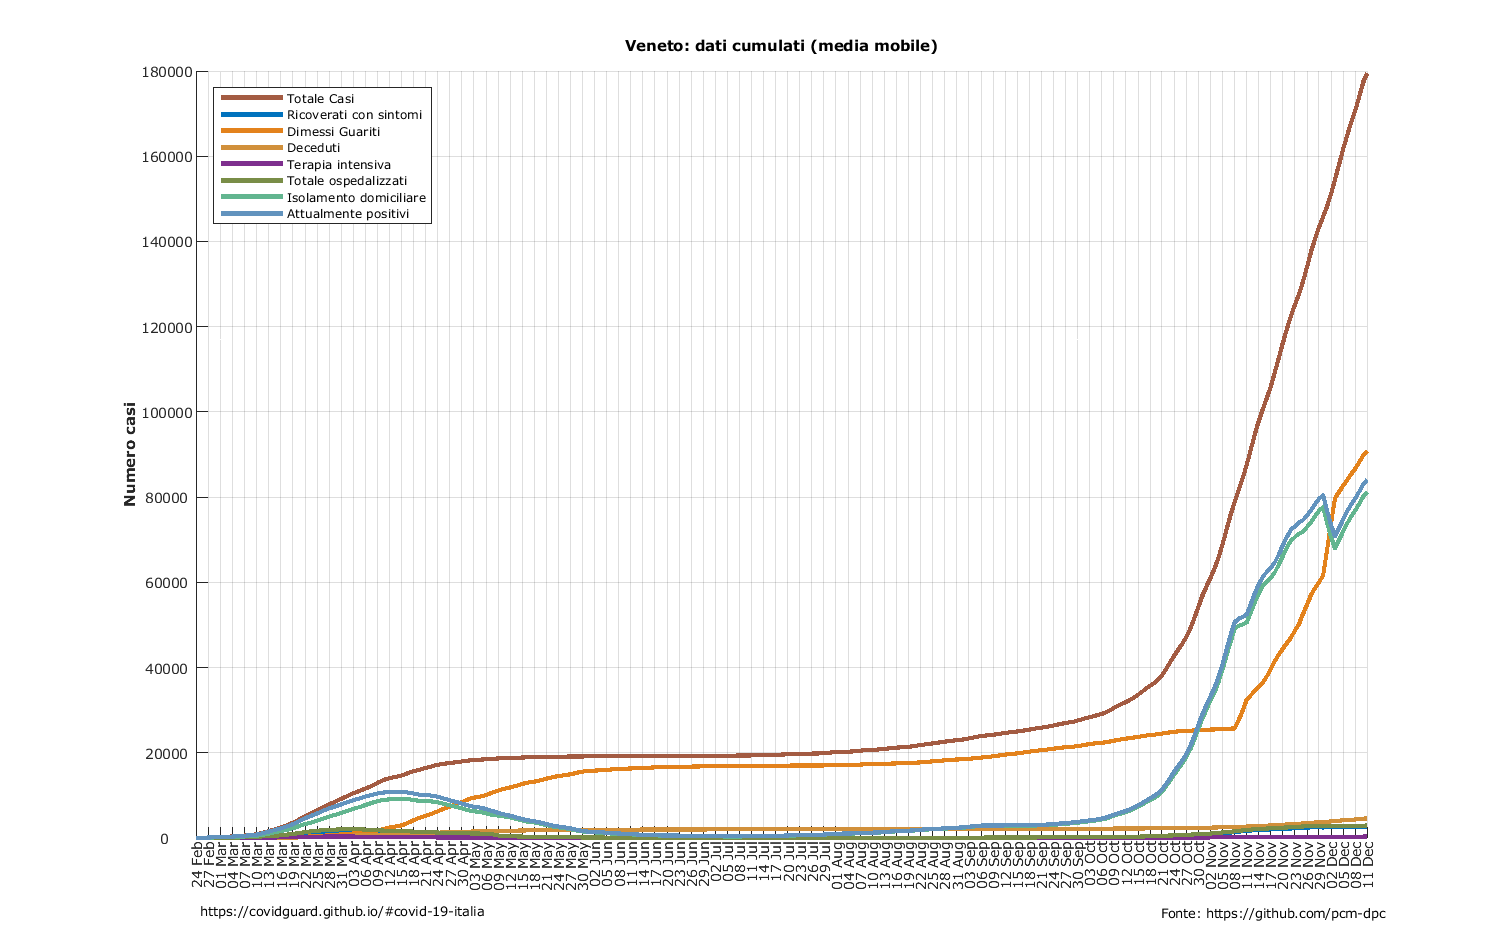 Veneto: dati cumulati (media mobile)
180000
160000
140000
120000
100000
80000
60000
40000
20000
0
Numero casi
Totale Casi
Ricoverati con sintomi
Dimessi Guariti
Deceduti
Terapia intensiva
Totale ospedalizzati
Isolamento domiciliare
Attualmente positivi
24 Feb
27 Feb
01 Mar
04 Mar
07 Mar
10 Mar
13 Mar
16 Mar
19 Mar
22 Mar
25 Mar
28 Mar
31 Mar
03 Apr
06 Apr
09 Apr
12 Apr
15 Apr
18 Apr
21 Apr
24 Apr
27 Apr
30 Apr
03 May
06 May
09 May
12 May
15 May
18 May
21 May
24 May
27 May
30 May
02 Jun
05 Jun
08 Jun
11 Jun
14 Jun
17 Jun
20 Jun
23 Jun
26 Jun
29 Jun
02 Jul
05 Jul
08 Jul
11 Jul
14 Jul
17 Jul
20 Jul
23 Jul
26 Jul
29 Jul
01 Aug
04 Aug
07 Aug
10 Aug
13 Aug
16 Aug
19 Aug
22 Aug
25 Aug
28 Aug
31 Aug
03 Sep
06 Sep
09 Sep
12 Sep
15 Sep
18 Sep
21 Sep
24 Sep
27 Sep
30 Sep
03 Oct
06 Oct
09 Oct
12 Oct
15 Oct
18 Oct
21 Oct
24 Oct
27 Oct
30 Oct
02 Nov
05 Nov
08 Nov
11 Nov
14 Nov
17 Nov
20 Nov
23 Nov
26 Nov
29 Nov
02 Dec
05 Dec
08 Dec
11 Dec
https://covidguard.github.io/#covid-19-italia
Fonte: https://github.com/pcm-dpc